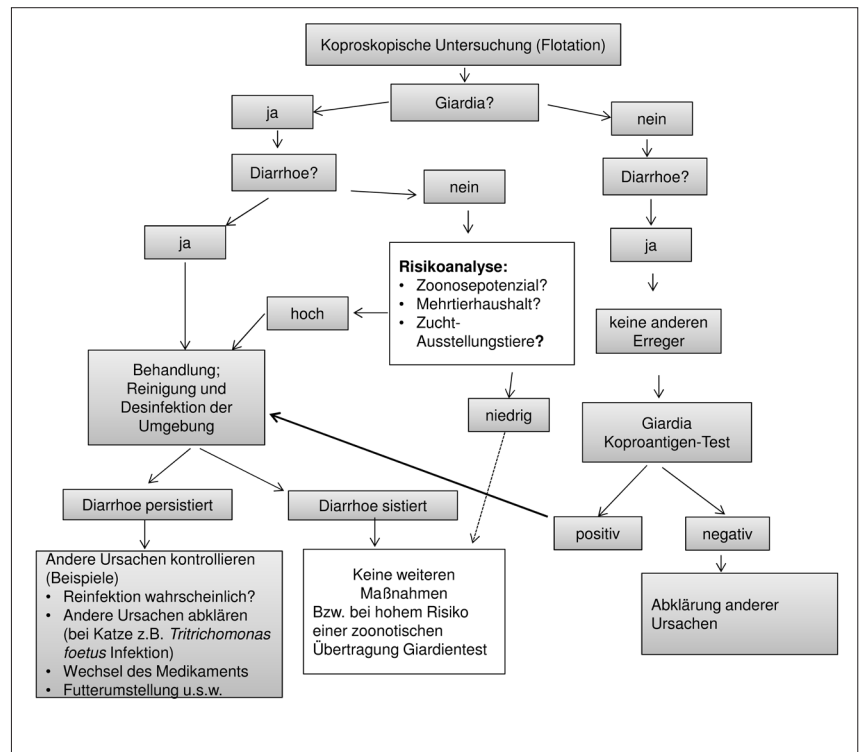 Koproskopische Untersuchung (Flotation)
Giardia?
ja
nein
Diarrhoe?
nein
Diarrhoe?
ja
ja
Risikoanalyse:
• Zoonosepotenzial?
• Mehrtierhaushalt?
• Zucht-
Ausstellungstiere?
hoch
keine anderen
Erreger
Behandlung;
Reinigung und
Desinfektion der
Umgebung
niedrig
Giardia
Koproantigen-Test
Diarrhoe persistiert
Diarrhoe sistiert
positiv
negativ
Andere Ursachen kontrollieren
(Beispiele)
• Reinfektion wahrscheinlich?
• Andere Ursachen abklären
(bei Katze z.B. Tritrichomonas
foetus Infektion)
• Wechsel des Medikaments
• Futterumstellung u.s.w.
Keine weiteren
Maßnahmen
Bzw. bei hohem Risiko
einer zoonotischen
Übertragung Giardientest
Abklärung anderer
Ursachen